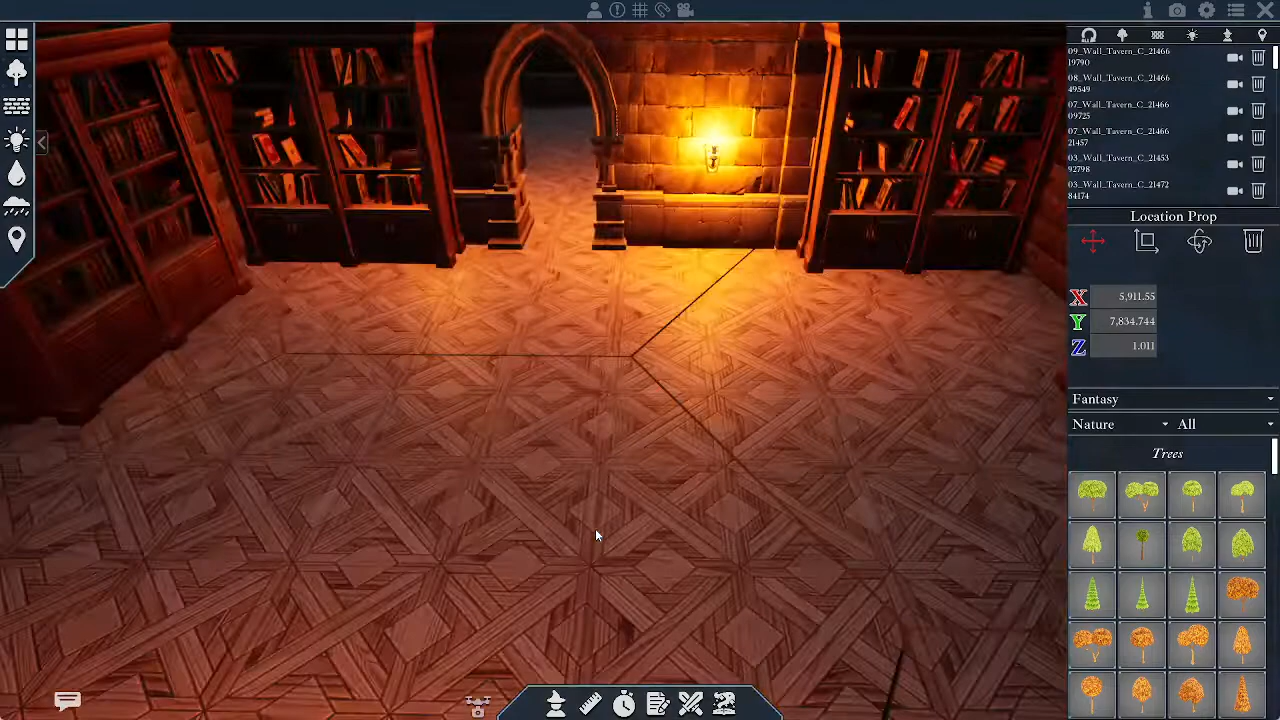 09_Wall_Tavern_C_21466
19790
08_Wall_Tavern_C_21466
49549
07_Wall_Tavern_C_21466
09725
07_Wall_Tavern_C_21466
21457
03_Wall_Tavern_C_21453
92798
03_Wall_Tavern_C_21472
84174
Location Prop
X 5,911.55
Y 7,834.744
Z 1.011
Fantasy
Nature All
Trees